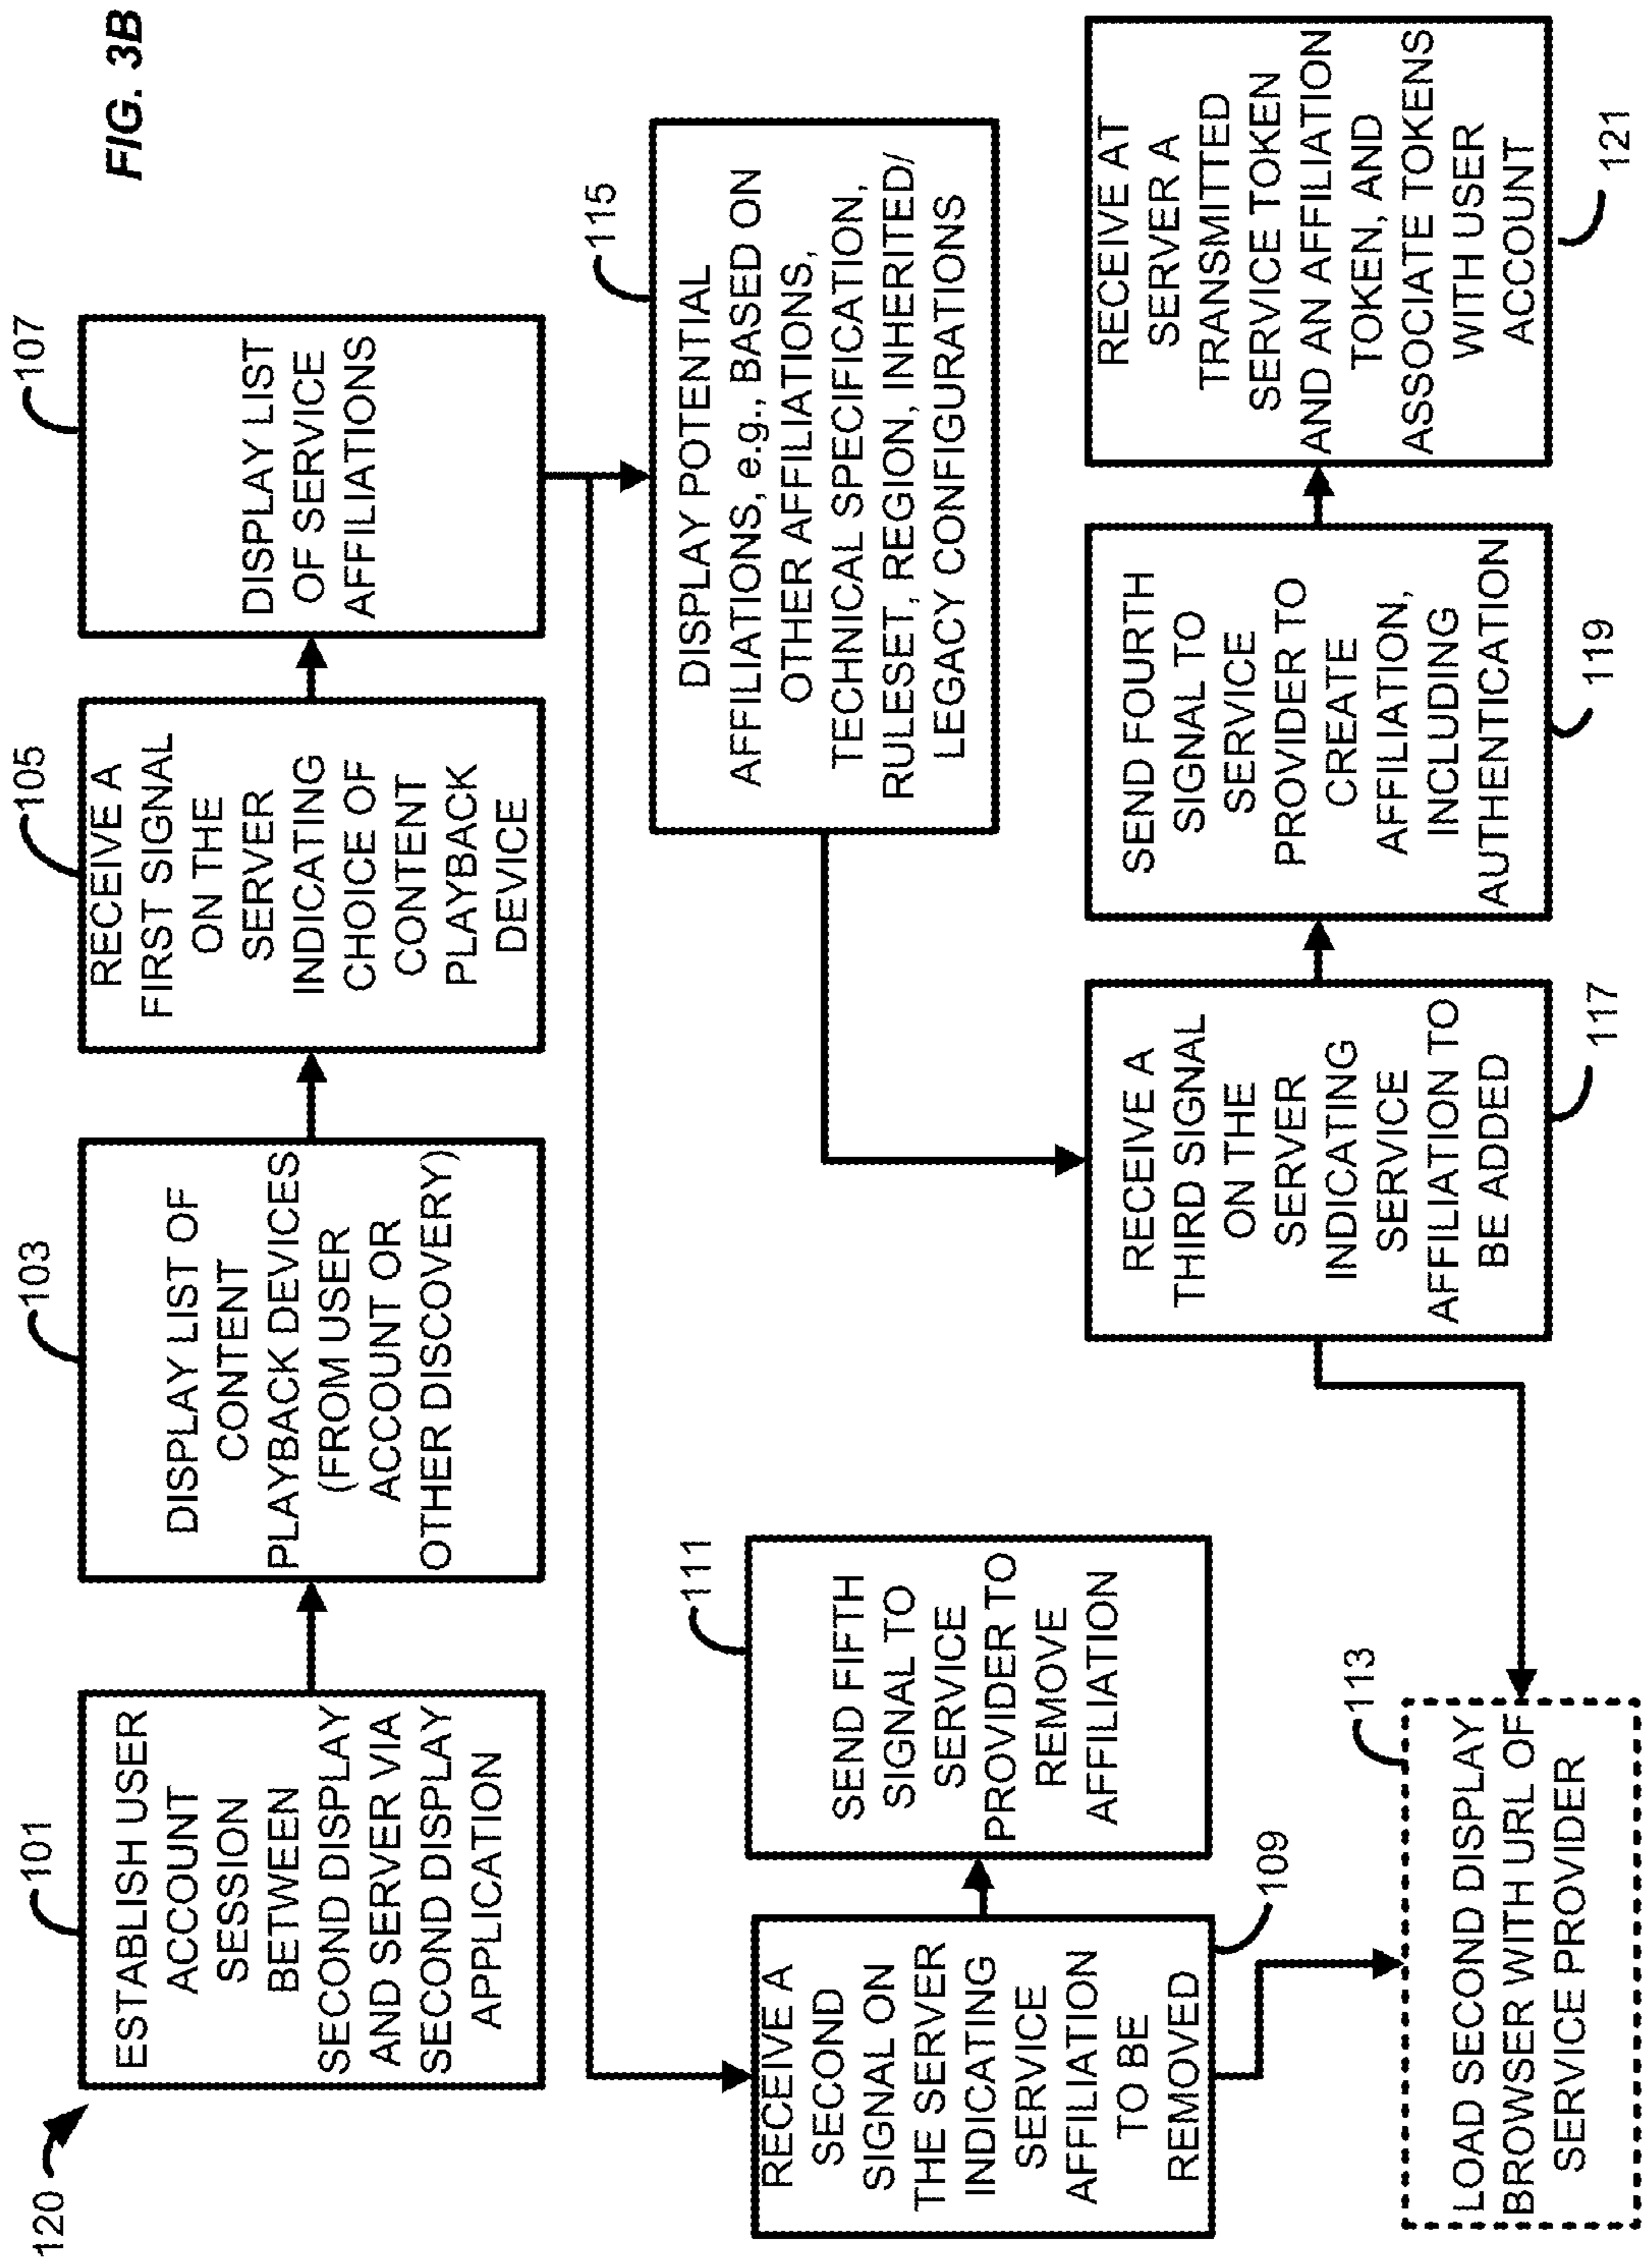 FIG. 3B
120
101
ESTABLISH USER
ACCOUNT
SESSION
BETWEEN
SECOND DISPLAY
AND SERVER VIA
SECOND DISPLAY
APPLICATION
103
DISPLAY LIST OF
CONTENT
PLAYBACK DEVICES
(FROM USER
ACCOUNT OR
OTHER DISCOVERY)
105
RECEIVE A
FIRST SIGNAL
ON THE
SERVER
INDICATING
CHOICE OF
CONTENT
PLAYBACK
DEVICE
107
DISPLAY LIST
OF SERVICE
AFFILIATIONS
109
RECEIVE A
SECOND
SIGNAL ON
THE SERVER
INDICATING
SERVICE
AFFILIATION
TO BE
REMOVED
111
SEND FIFTH
SIGNAL TO
SERVICE
PROVIDER TO
REMOVE
AFFILIATION
113
LOAD SECOND DISPLAY
BROWSER WITH URL OF
SERVICE PROVIDER
115
DISPLAY POTENTIAL
AFFILIATIONS, e.g., BASED ON
OTHER AFFILIATIONS,
TECHNICAL SPECIFICATION,
RULESET, REGION, INHERITED/
LEGACY CONFIGURATIONS
117
RECEIVE A
THIRD SIGNAL
ON THE
SERVER
INDICATING
SERVICE
AFFILIATION TO
BE ADDED
119
SEND FOURTH
SIGNAL TO
SERVICE
PROVIDER TO
CREATE
AFFILIATION,
INCLUDING
AUTHENTICATION
121
RECEIVE AT
SERVER A
TRANSMITTED
SERVICE TOKEN
AND AN AFFILIATION
TOKEN, AND
ASSOCIATE TOKENS
WITH USER
ACCOUNT